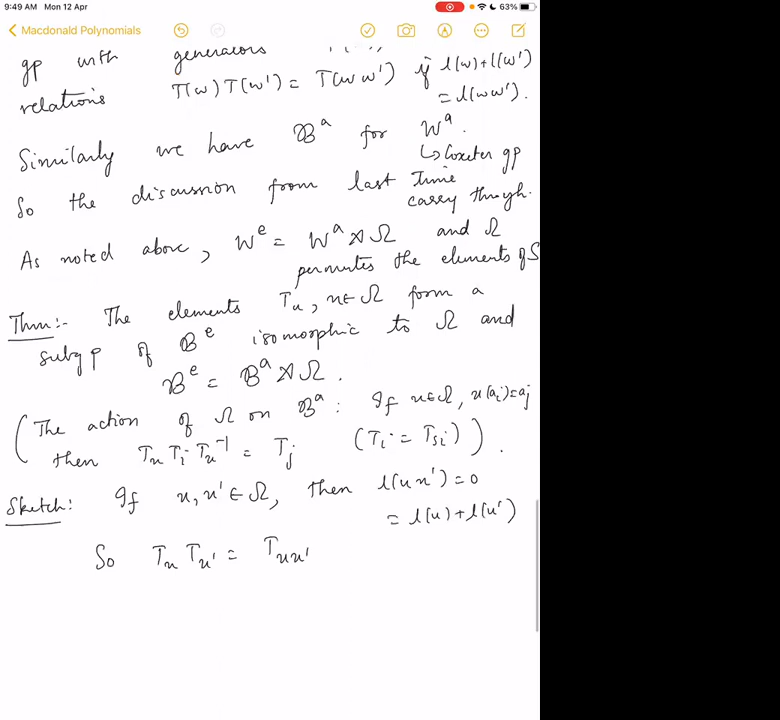 9:49 AM Mon 12 Apr 63%
Macdonald Polynomials
gp with generators
relations T(w) T(w') = T(w w') if l(w)+l(w') = l(ww').
Similarly we have 𝔅^a for W^a.
↳ Coxeter gp
So the discussion from last time carry through.
As noted above, W^e = W^a ⋊ Ω and Ω
permutes the elements of S
Thm:- The elements T_u, u ∈ Ω form a
subgp of 𝔅^e isomorphic to Ω and
𝔅^e = 𝔅^a ⋊ Ω.
(The action of Ω on 𝔅^a: If u∈Ω, u(a_i)=a_j
then T_u T_i T_u^{-1} = T_j (T_i = T_{s_i})).
Sketch: If u, u' ∈ Ω, then l(u u') = 0
= l(u) + l(u')
So T_u T_{u'} = T_{uu'}